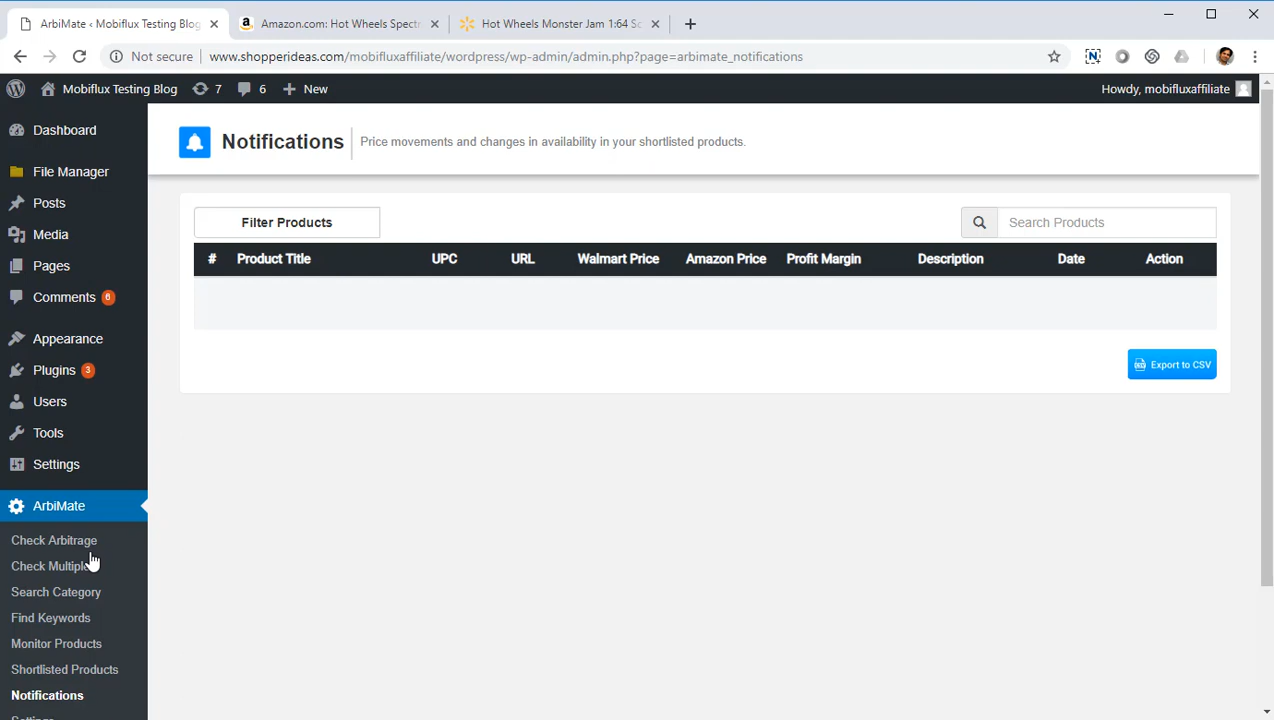 ArbiMate ‹ Mobiflux Testing Blog
Amazon.com: Hot Wheels Spectr
Hot Wheels Monster Jam 1:64 Sc
Not secure
www.shopperideas.com/mobifluxaffiliate/wordpress/wp-admin/admin.php?page=arbimate_notifications
Mobiflux Testing Blog
7
6
New
Howdy, mobifluxaffiliate
Dashboard
File Manager
Posts
Media
Pages
Comments 6
Appearance
Plugins 3
Users
Tools
Settings
ArbiMate
Check Arbitrage
Check Multiple
Search Category
Find Keywords
Monitor Products
Shortlisted Products
Notifications
Settings
Notifications
Price movements and changes in availability in your shortlisted products.
Filter Products
Search Products
# Product Title UPC URL Walmart Price Amazon Price Profit Margin Description Date Action
Export to CSV